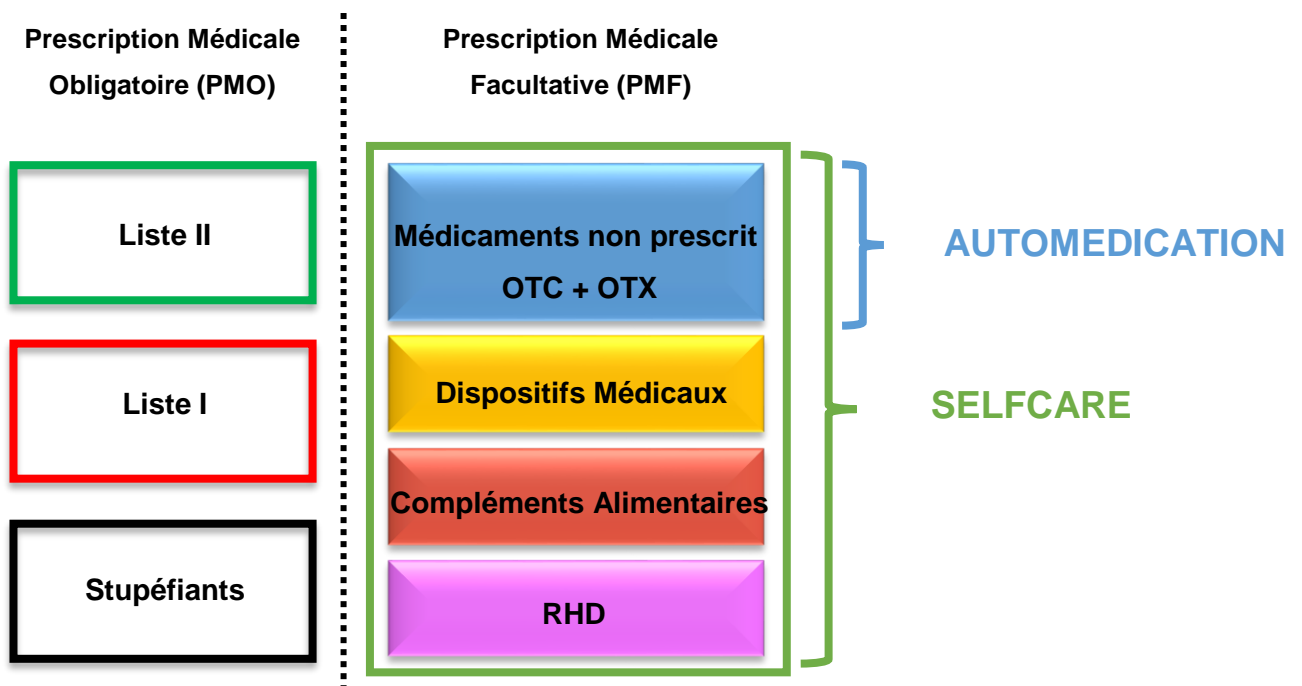 Prescription Médicale
Obligatoire (PMO)
Prescription Médicale
Facultative (PMF)
Liste II
Liste I
Stupéfiants
Médicaments non prescrit
OTC + OTX
Dispositifs Médicaux
Compléments Alimentaires
RHD
AUTOMEDICATION
SELFCARE